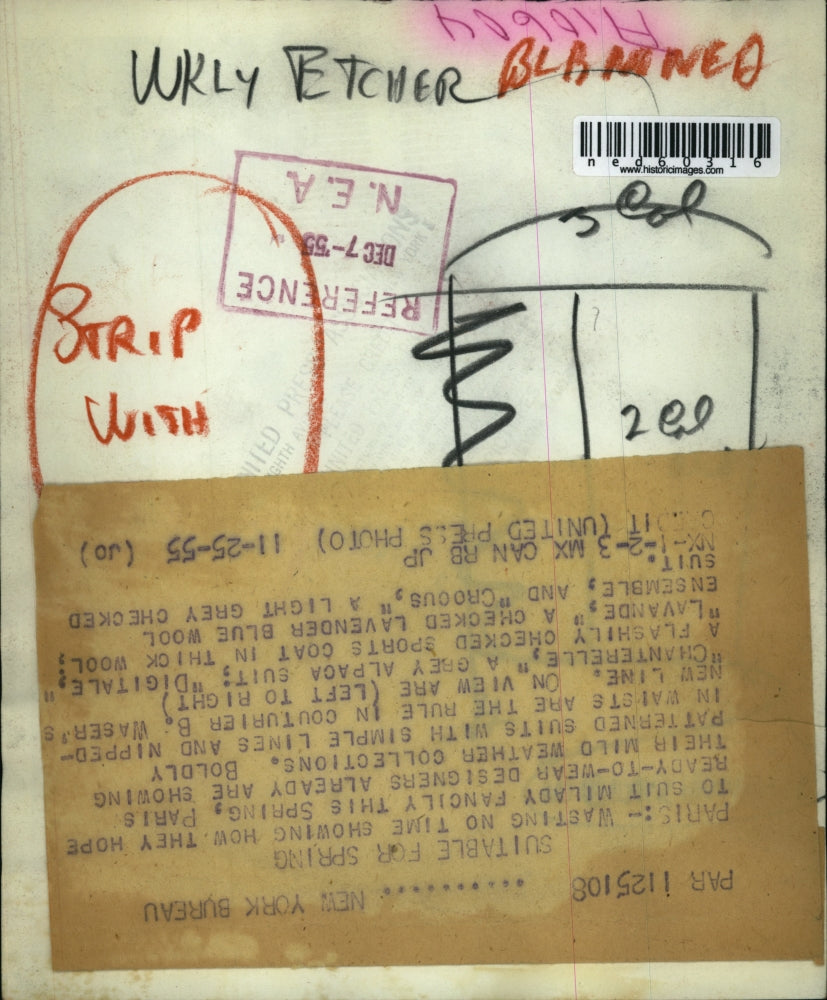 A10904
WKLY ETCHER BLANNED
ned60316
www.historicimages.com
N.E.A.
DEC 7-'55
REFERENCE
3 Col
STRIP
WITH
2 Col
PAR 1125108 ............ NEW YORK BUREAU
SUITABLE FOR SPRING
PARIS:- WASTING NO TIME SHOWING HOW THEY HOPE
TO SUIT MILADY FANCILY THIS SPRING, PARIS
READY-TO-WEAR DESIGNERS ALREADY ARE SHOWING
THEIR MILD WEATHER COLLECTIONS. BOLDLY
PATTERNED SUITS WITH SIMPLE LINES AND NIPPED-
IN WAISTS ARE THE RULE IN COUTURIER B. WASER'S
NEW LINE. ON VIEW ARE (LEFT TO RIGHT)
"CHANTERELLE," A GREY ALPACA SUIT; "DIGITALE,"
A FLASHILY CHECKED SPORTS COAT IN THICK WOOL;
"LAVANDE," A CHECKED LAVENDER BLUE WOOL
ENSEMBLE; AND "CROCUS," A LIGHT GREY CHECKED
SUIT.
NX-1-2-3 MX CAN RB JP
CREDIT (UNITED PRESS PHOTO) 11-25-55 (JO)